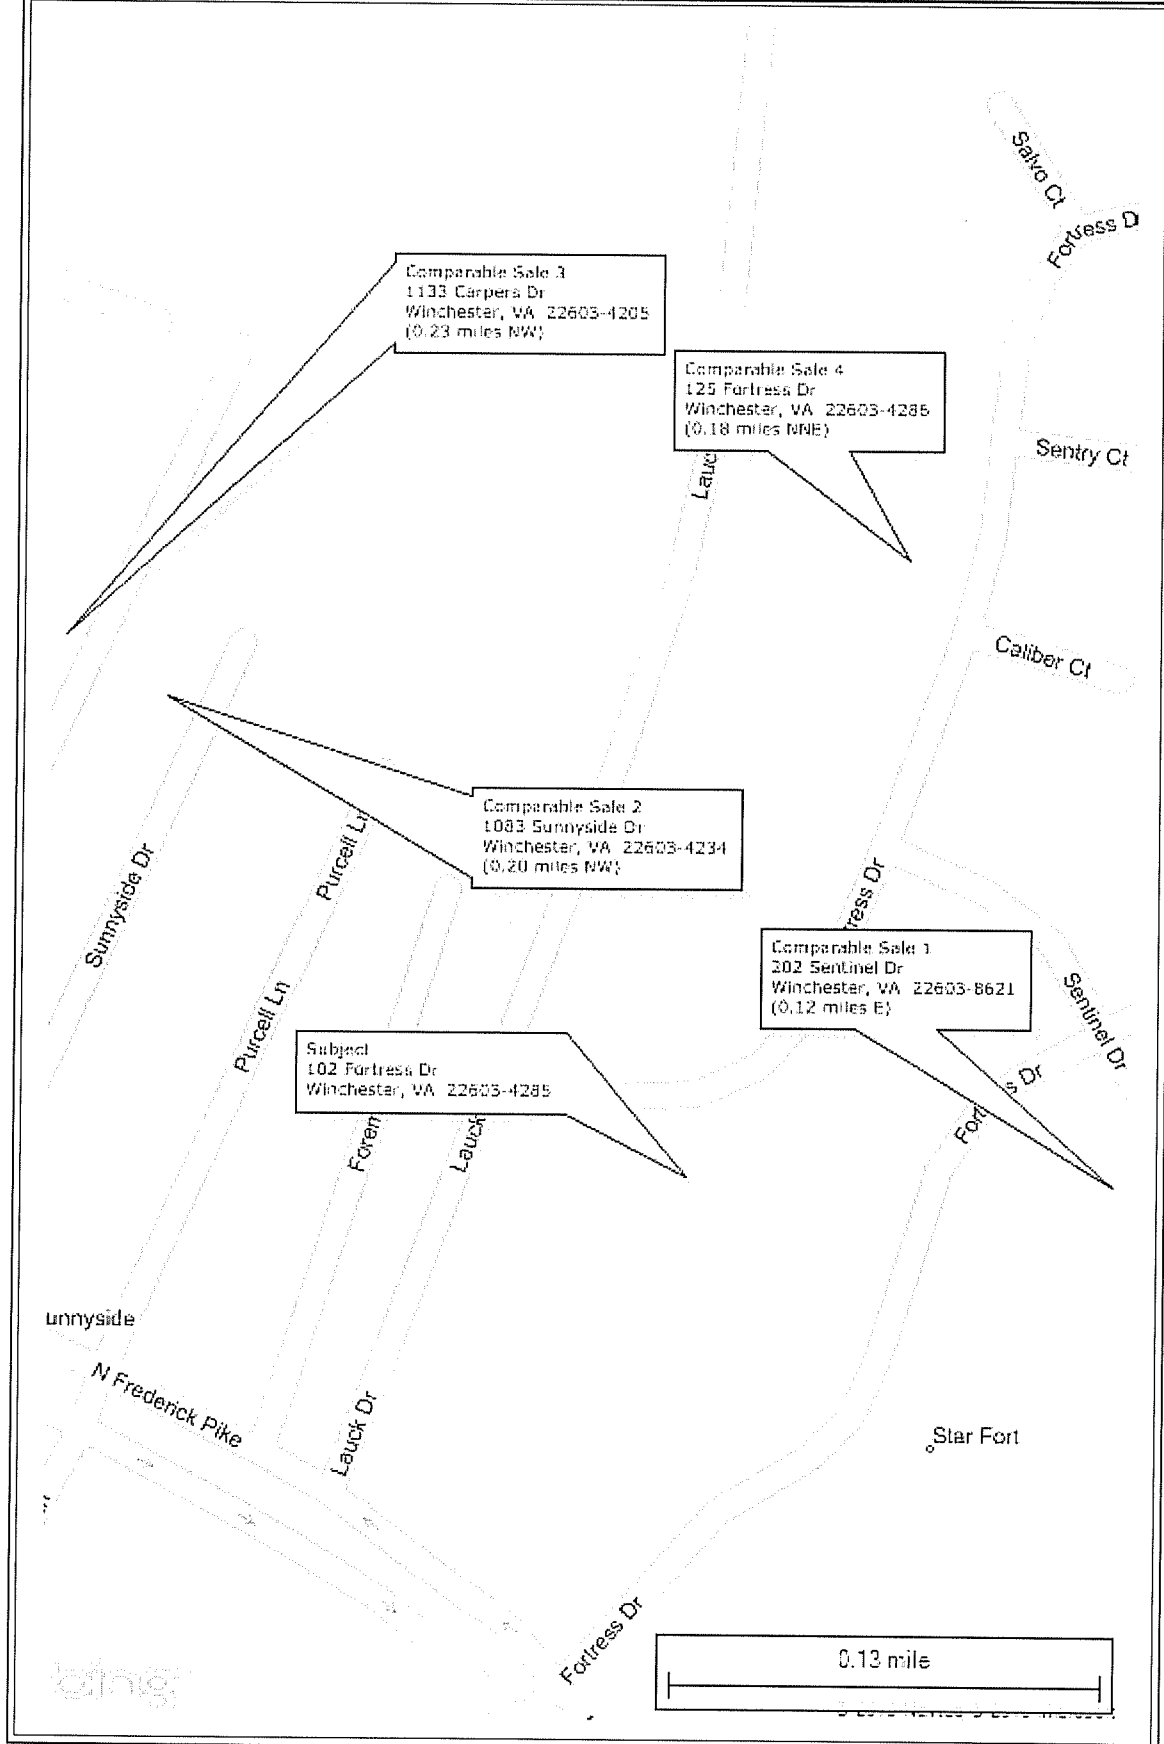 Salvo Ct
Fortress D
Comparable Sale 3
1133 Carpers Dr
Winchester, VA 22603-4205
(0.23 miles NW)
Comparable Sale 4
125 Fortress Dr
Winchester, VA 22603-4286
(0.18 miles NNE)
Lauc
Sentry Ct
Caliber Ct
Comparable Sale 2
1083 Sunnyside Dr
Winchester, VA 22603-4234
(0.20 miles NW)
Purcell Ln
Sunnyside Dr
tress Dr
Comparable Sale 1
202 Sentinel Dr
Winchester, VA 22603-8621
(0.12 miles E)
Sentinel Dr
Purcell Ln
Subject
102 Fortress Dr
Winchester, VA 22603-4285
Forem
Lauck
Fort s Dr
unnyside
N Frederick Pike
Lauck Dr
Star Fort
Fortress Dr
0.13 mile
bing